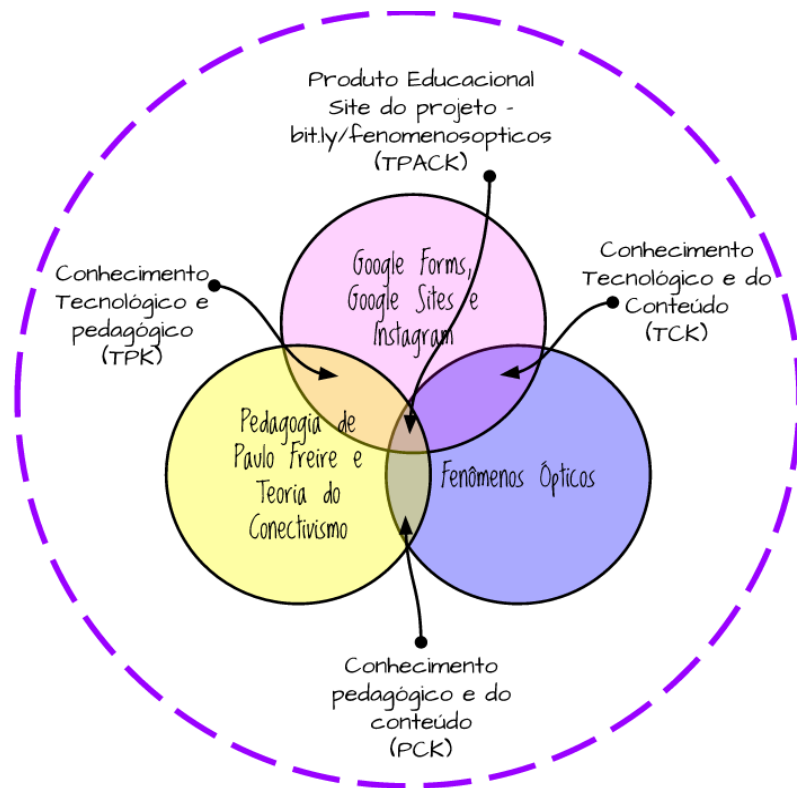 Produto Educacional
Site do projeto -
bit.ly/fenomenosopticos
(TPACK)
Google Forms,
Google Sites e
Instagram
Conhecimento
Tecnológico e
pedagógico
(TPK)
Conhecimento
Tecnológico e do
Conteúdo
(TCK)
Pedagogia de
Paulo Freire e
Teoria do
Conectivismo
Fenômenos Ópticos
Conhecimento
pedagógico e do
conteúdo
(PCK)